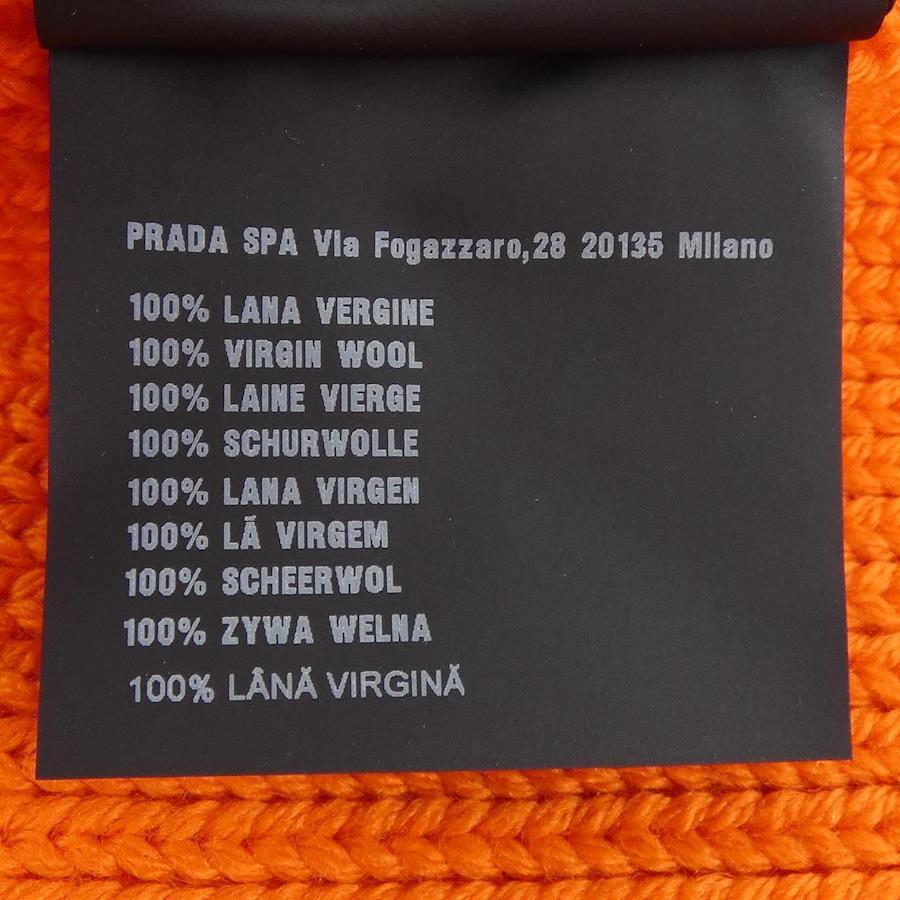 PRADA SPA Via Fogazzaro,28 20135 Milano
100% LANA VERGINE
100% VIRGIN WOOL
100% LAINE VIERGE
100% SCHURWOLLE
100% LANA VIRGEN
100% LÃ VIRGEM
100% SCHEERWOL
100% ZYWA WELNA
100% LÂNĂ VIRGINĂ